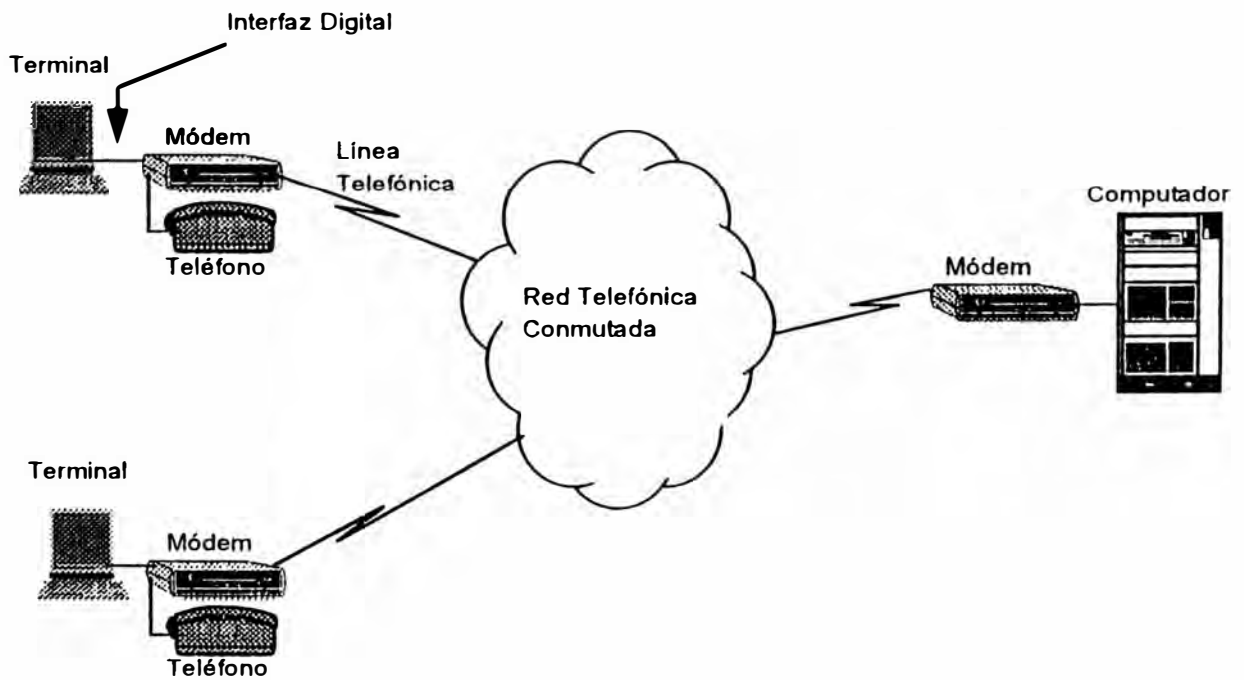 Interfaz Digital
Terminal
Módem
Línea
Telefónica
Teléfono
Computador
Módem
Red Telefónica
Conmutada
Terminal
Módem
Teléfono